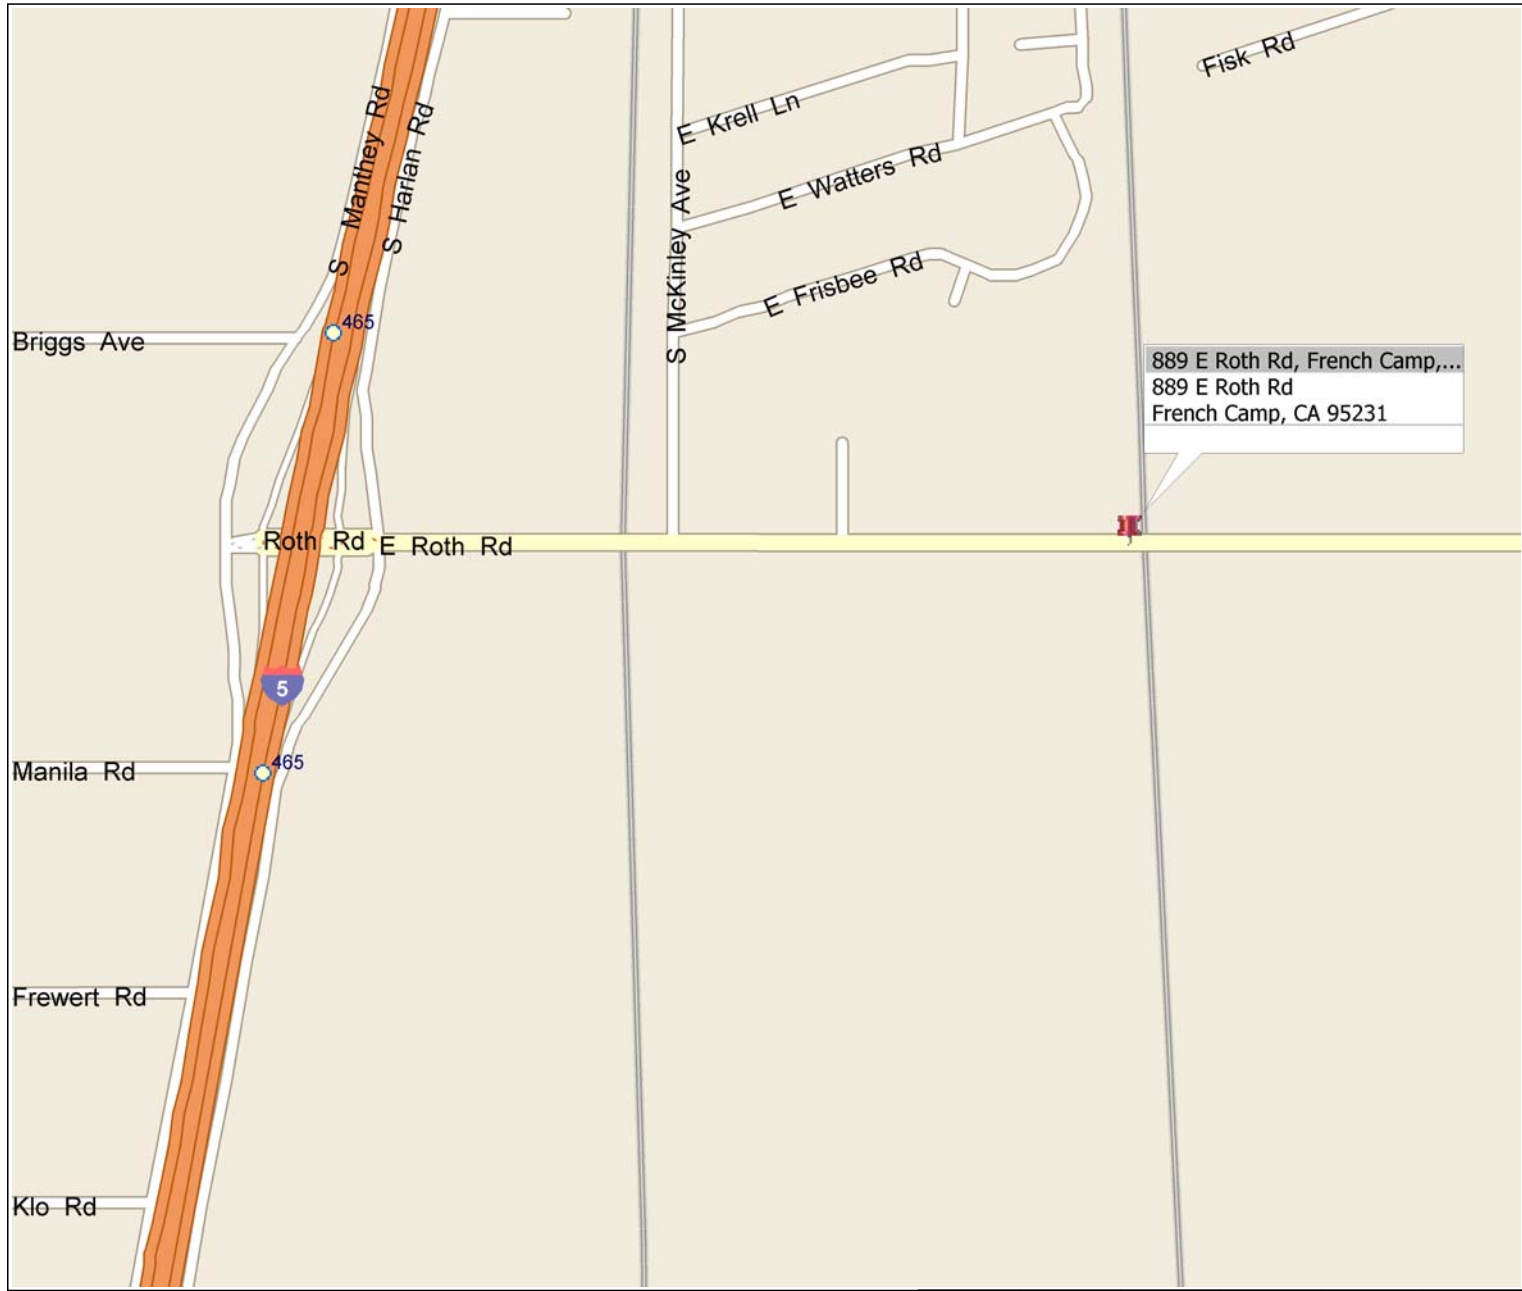 Fisk Rd
S Manthey Rd
S Harlan Rd
E Krell Ln
E Watters Rd
S McKinley Ave
E Frisbee Rd
465
Briggs Ave
889 E Roth Rd, French Camp,...
889 E Roth Rd
French Camp, CA 95231
Roth Rd
E Roth Rd
5
465
Manila Rd
Frewert Rd
Klo Rd